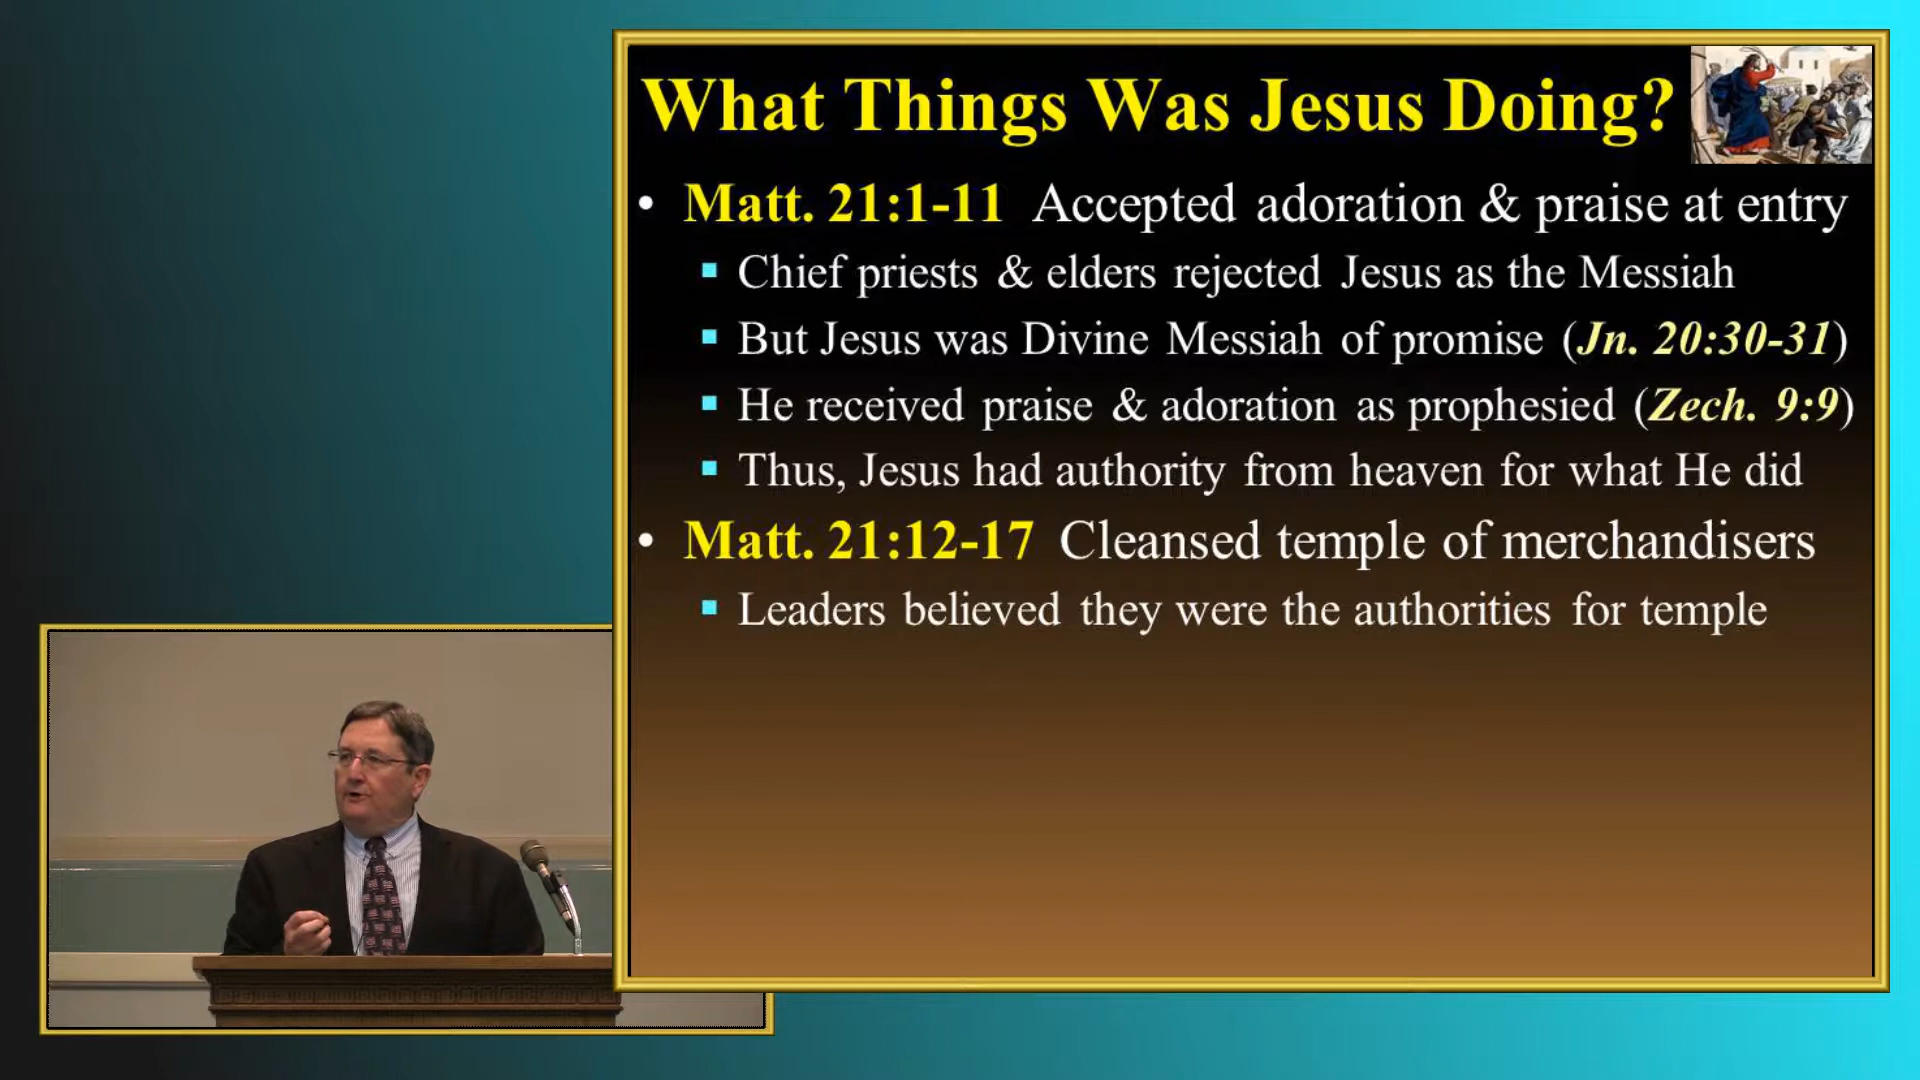 What Things Was Jesus Doing?
• Matt. 21:1-11 Accepted adoration & praise at entry
▪ Chief priests & elders rejected Jesus as the Messiah
▪ But Jesus was Divine Messiah of promise (Jn. 20:30-31)
▪ He received praise & adoration as prophesied (Zech. 9:9)
▪ Thus, Jesus had authority from heaven for what He did
• Matt. 21:12-17 Cleansed temple of merchandisers
▪ Leaders believed they were the authorities for temple